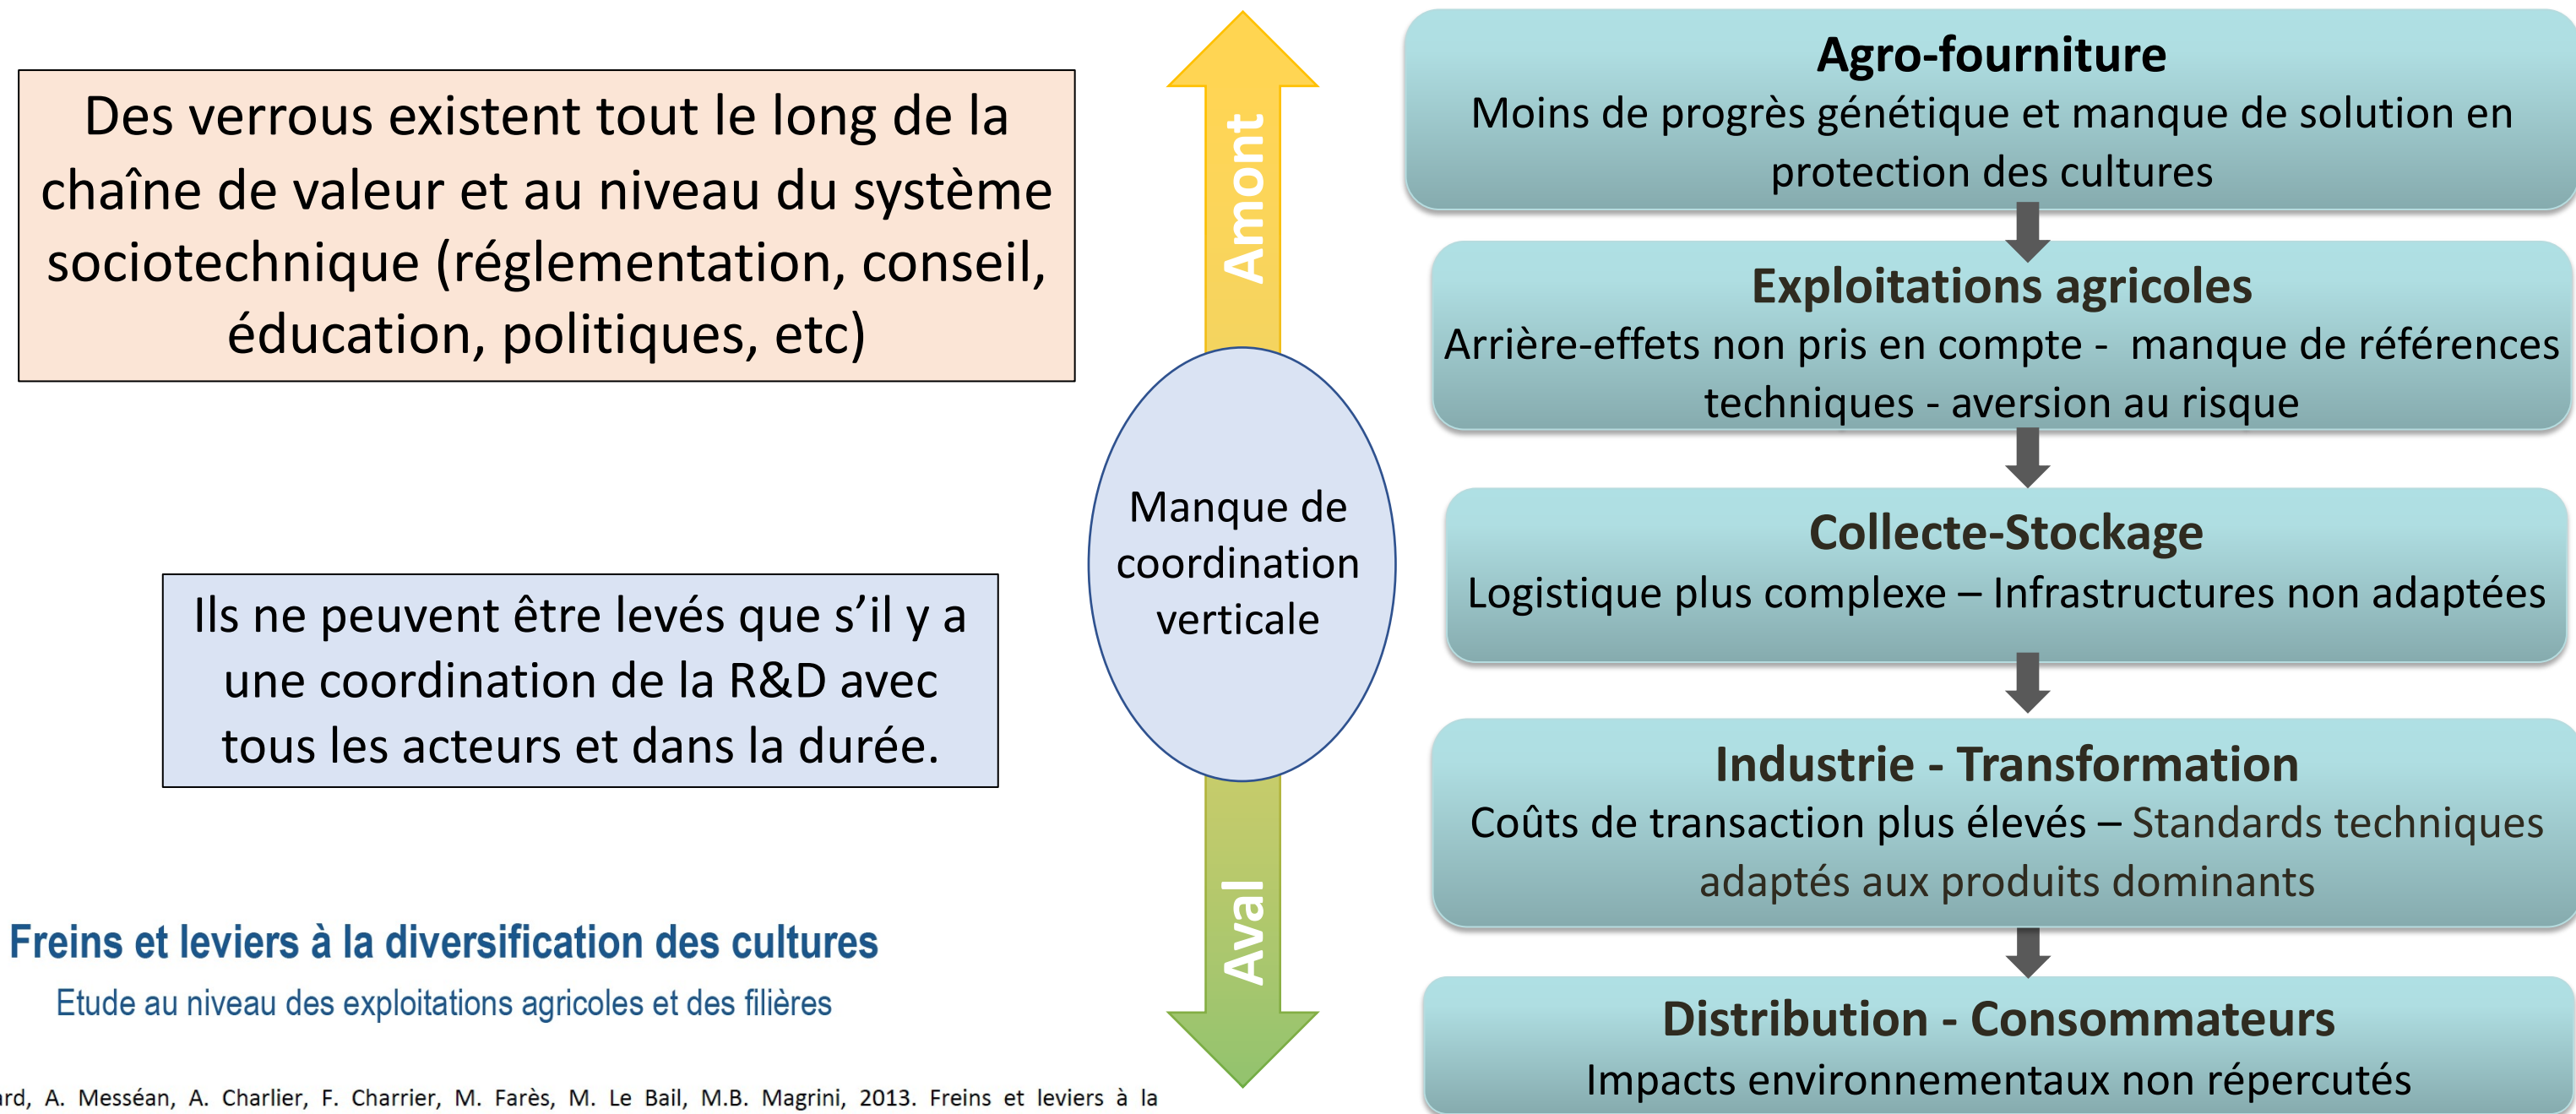 Des verrous existent tout le long de la
chaîne de valeur et au niveau du système
sociotechnique (réglementation, conseil,
éducation, politiques, etc)
Ils ne peuvent être levés que s’il y a
une coordination de la R&D avec
tous les acteurs et dans la durée.
Freins et leviers à la diversification des cultures
Etude au niveau des exploitations agricoles et des filières
A. Messéan, A. Charlier, F. Charrier, M. Farès, M. Le Bail, M.B. Magrini, 2013. Freins et leviers à la
Amont
Manque de
coordination
verticale
Aval
Agro-fourniture
Moins de progrès génétique et manque de solution en
protection des cultures
Exploitations agricoles
Arrière-effets non pris en compte - manque de références
techniques - aversion au risque
Collecte-Stockage
Logistique plus complexe – Infrastructures non adaptées
Industrie - Transformation
Coûts de transaction plus élevés – Standards techniques
adaptés aux produits dominants
Distribution - Consommateurs
Impacts environnementaux non répercutés